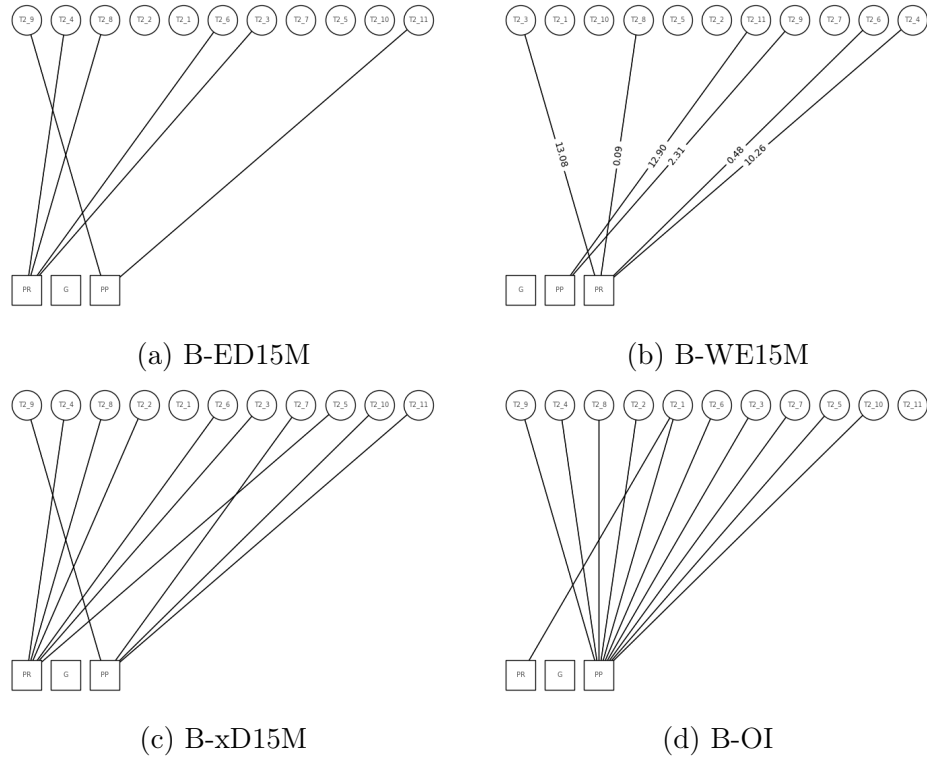 T2_9 T2_4 T2_8 T2_2 T2_1 T2_6 T2_3 T2_7 T2_5 T2_10 T2_11
PR G PP
(a) B-ED15M
T2_3 T2_1 T2_10 T2_8 T2_5 T2_2 T2_11 T2_9 T2_7 T2_6 T2_4
13.08 0.09 12.90 2.31 0.48 10.26
G PP PR
(b) B-WE15M
T2_9 T2_4 T2_8 T2_2 T2_1 T2_6 T2_3 T2_7 T2_5 T2_10 T2_11
PR G PP
(c) B-xD15M
T2_9 T2_4 T2_8 T2_2 T2_1 T2_6 T2_3 T2_7 T2_5 T2_10 T2_11
PR G PP
(d) B-OI